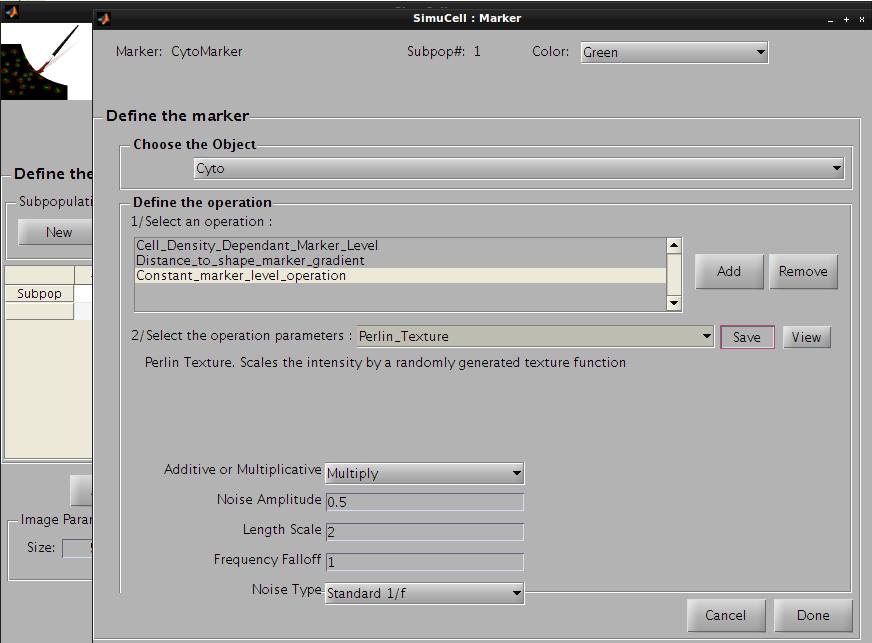 SimuCell : Marker
Marker: CytoMarker Subpop#: 1 Color: Green
Define the marker
Choose the Object
Cyto
Define the
Define the operation
Subpopulati
1/Select an operation :
New
Cell_Density_Dependant_Marker_Level
Distance_to_shape_marker_gradient
Constant_marker_level_operation
Add Remove
Subpop
2/Select the operation parameters : Perlin_Texture Save View
Perlin Texture. Scales the intensity by a randomly generated texture function
Additive or Multiplicative Multiply
Noise Amplitude 0.5
Image Parar
Length Scale 2
Size:
Frequency Falloff 1
Noise Type Standard 1/f
Cancel Done